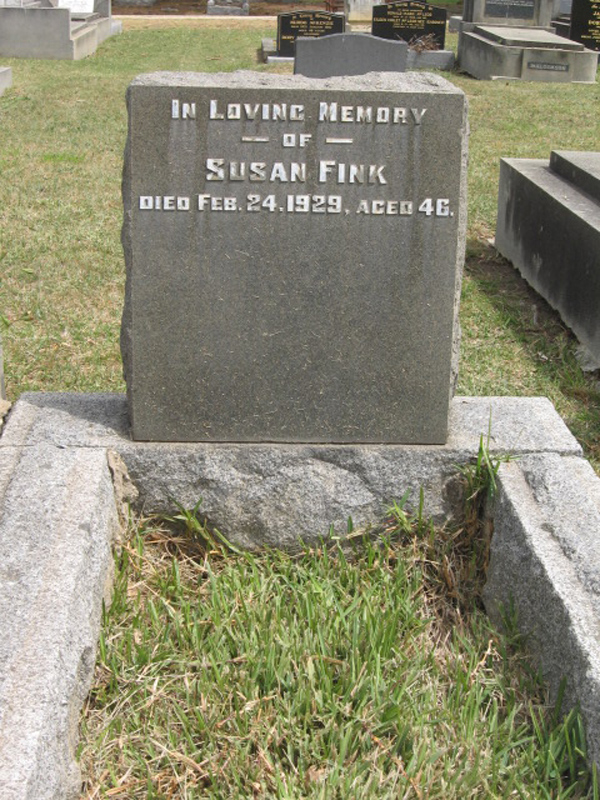 In Loving Memory
— OF —
Susan Fink
DIED FEB. 24, 1929, AGED 46.